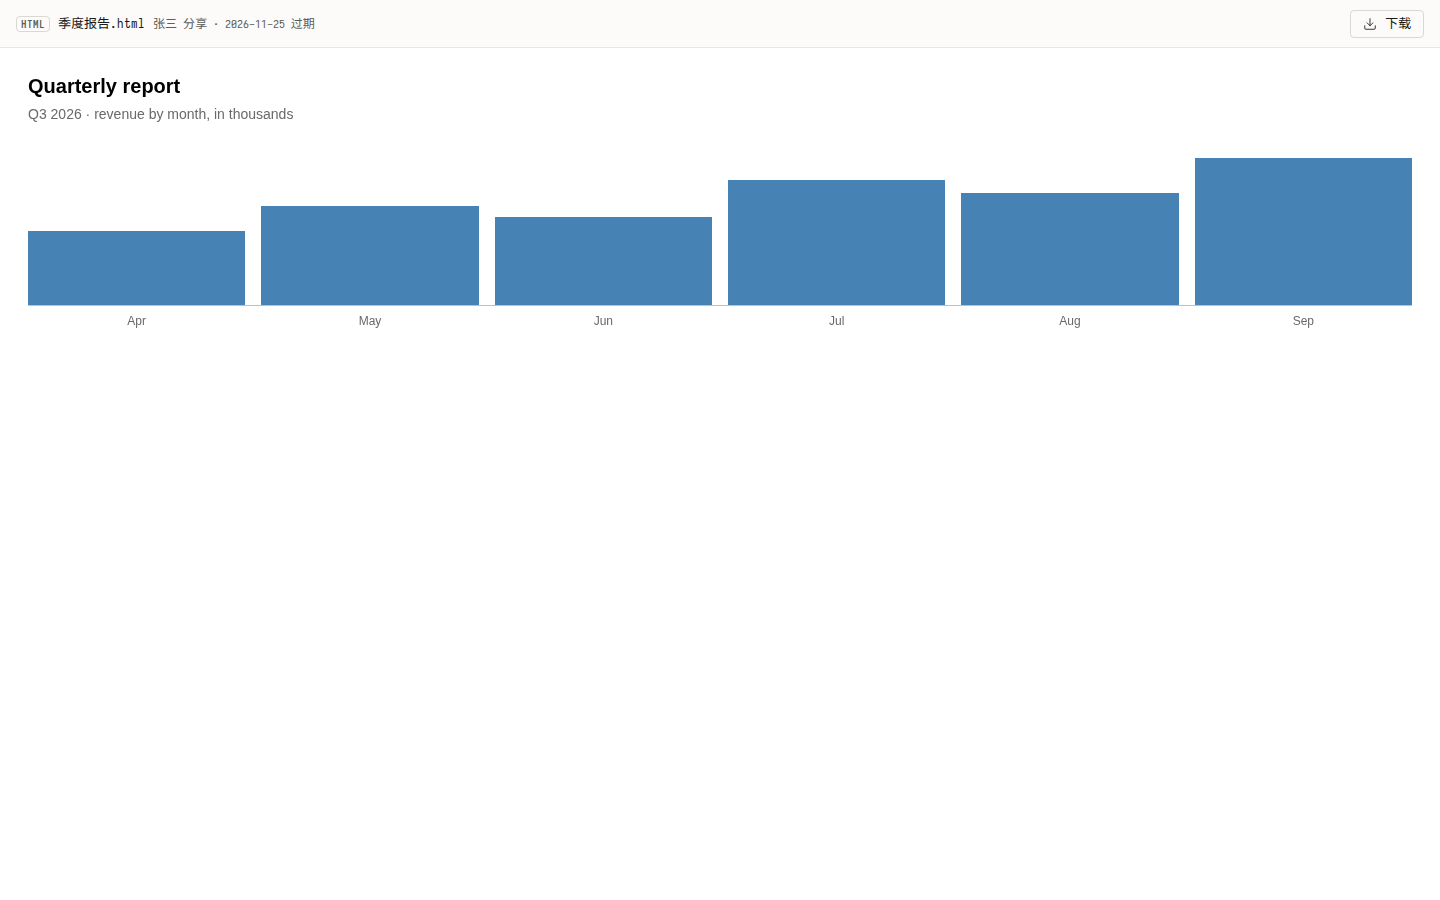 HTML 季度报告.html 张三 分享 · 2026-11-25 过期 下载
Quarterly report
Q3 2026 · revenue by month, in thousands
Apr May Jun Jul Aug Sep